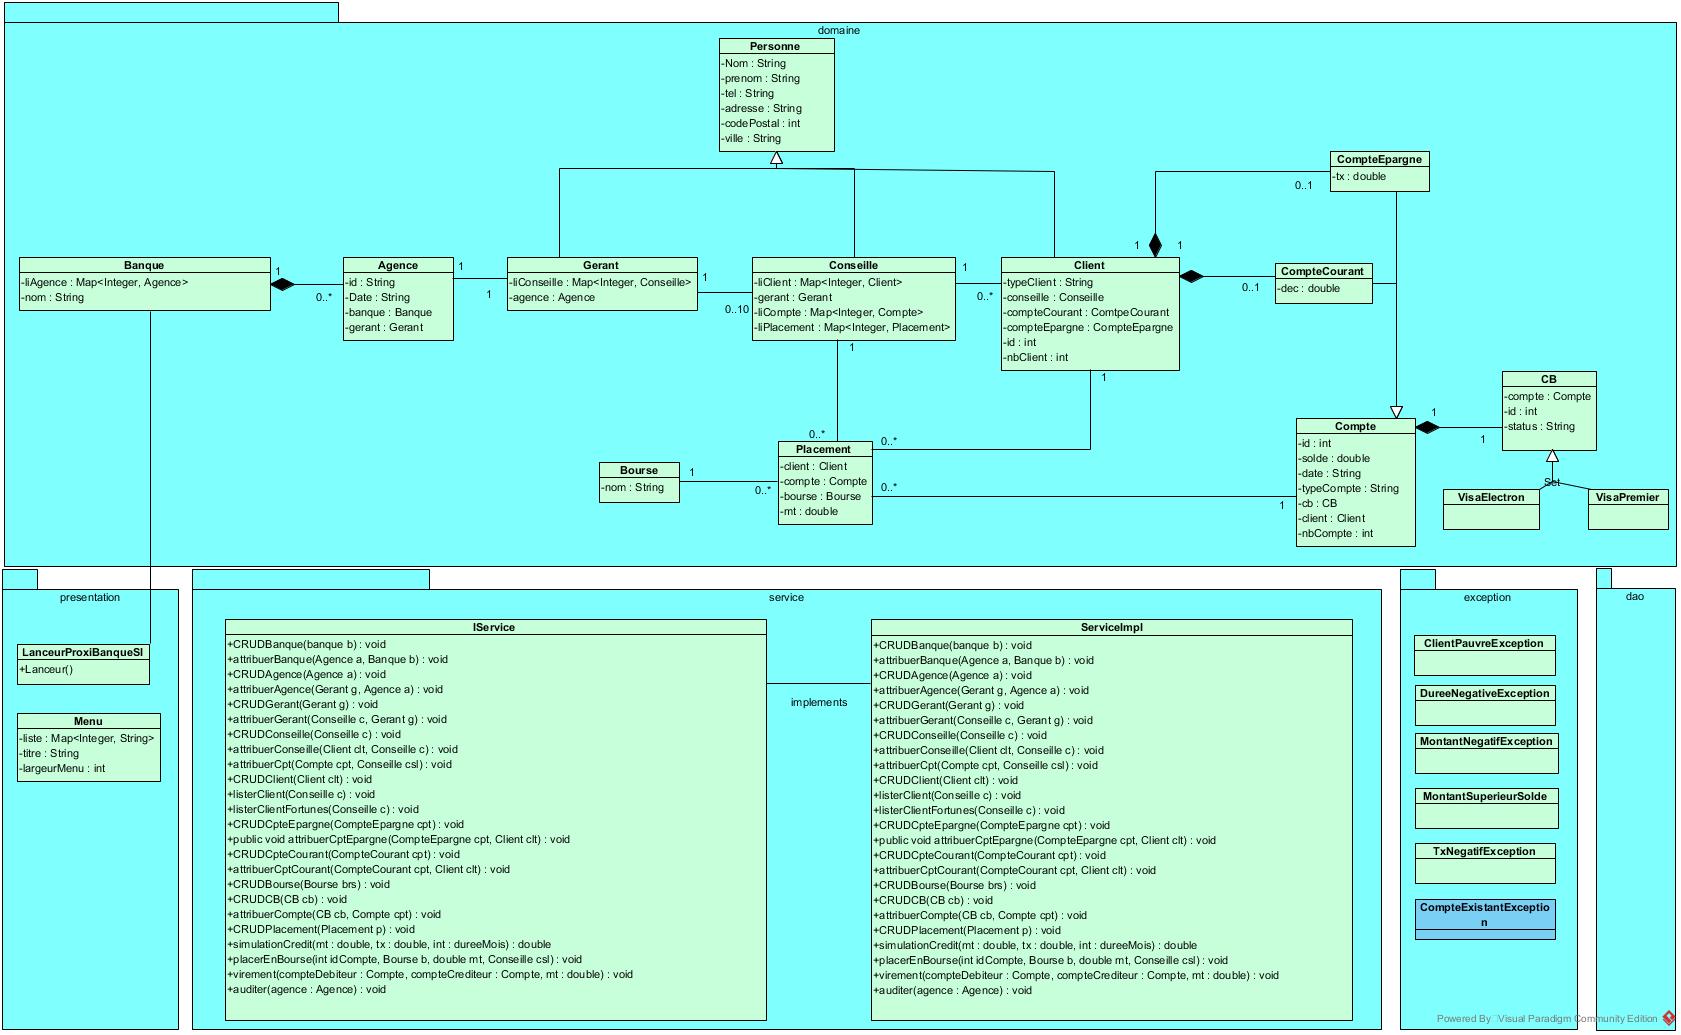 domaine
Personne
-Nom : String
-prenom : String
-tel : String
-adresse : String
-codePostal : int
-ville : String
CompteEpargne
-tx : double
0..1
1
1
Banque
-liAgence : Map<Integer, Agence>
-nom : String
1
0..*
Agence
-id : String
-Date : String
-banque : Banque
-gerant : Gerant
1
1
Gerant
-liConseille : Map<Integer, Conseille>
-agence : Agence
1
0..10
Conseille
-liClient : Map<Integer, Client>
-gerant : Gerant
-liCompte : Map<Integer, Compte>
-liPlacement : Map<Integer, Placement>
1
0..*
1
Client
-typeClient : String
-conseille : Conseille
-compteCourant : ComtpeCourant
-compteEpargne : CompteEpargne
-id : int
-nbClient : int
0..1
1
CompteCourant
-dec : double
CB
-compte : Compte
-id : int
-status : String
1
1
Compte
-id : int
-solde : double
-date : String
-typeCompte : String
-cb : CB
-client : Client
-nbCompte : int
Set
VisaElectron
VisaPremier
0..*
0..*
Placement
-client : Client
-compte : Compte
-bourse : Bourse
-mt : double
0..*
1
Bourse
-nom : String
1
0..*
presentation
LanceurProxiBanqueSI
+Lanceur()
Menu
-liste : Map<Integer, String>
-titre : String
-largeurMenu : int
service
IService
+CRUDBanque(banque b) : void
+attribuerBanque(Agence a, Banque b) : void
+CRUDAgence(Agence a) : void
+attribuerAgence(Gerant g, Agence a) : void
+CRUDGerant(Gerant g) : void
+attribuerGerant(Conseille c, Gerant g) : void
+CRUDConseille(Conseille c) : void
+attribuerConseille(Client clt, Conseille c) : void
+attribuerCpt(Compte cpt, Conseille csl) : void
+CRUDClient(Client clt) : void
+listerClient(Conseille c) : void
+listerClientFortunes(Conseille c) : void
+CRUDCpteEpargne(CompteEpargne cpt) : void
+public void attribuerCptEpargne(CompteEpargne cpt, Client clt) : void
+CRUDCpteCourant(CompteCourant cpt) : void
+attribuerCptCourant(CompteCourant cpt, Client clt) : void
+CRUDBourse(Bourse brs) : void
+CRUDCB(CB cb) : void
+attribuerCompte(CB cb, Compte cpt) : void
+CRUDPlacement(Placement p) : void
+simulationCredit(mt : double, tx : double, int : dureeMois) : double
+placerEnBourse(int idCompte, Bourse b, double mt, Conseille csl) : void
+virement(compteDebiteur : Compte, compteCrediteur : Compte, mt : double) : void
+auditer(agence : Agence) : void
implements
ServiceImpl
+CRUDBanque(banque b) : void
+attribuerBanque(Agence a, Banque b) : void
+CRUDAgence(Agence a) : void
+attribuerAgence(Gerant g, Agence a) : void
+CRUDGerant(Gerant g) : void
+attribuerGerant(Conseille c, Gerant g) : void
+CRUDConseille(Conseille c) : void
+attribuerConseille(Client clt, Conseille c) : void
+attribuerCpt(Compte cpt, Conseille csl) : void
+CRUDClient(Client clt) : void
+listerClient(Conseille c) : void
+listerClientFortunes(Conseille c) : void
+CRUDCpteEpargne(CompteEpargne cpt) : void
+public void attribuerCptEpargne(CompteEpargne cpt, Client clt) : void
+CRUDCpteCourant(CompteCourant cpt) : void
+attribuerCptCourant(CompteCourant cpt, Client clt) : void
+CRUDBourse(Bourse brs) : void
+CRUDCB(CB cb) : void
+attribuerCompte(CB cb, Compte cpt) : void
+CRUDPlacement(Placement p) : void
+simulationCredit(mt : double, tx : double, int : dureeMois) : double
+placerEnBourse(int idCompte, Bourse b, double mt, Conseille csl) : void
+virement(compteDebiteur : Compte, compteCrediteur : Compte, mt : double) : void
+auditer(agence : Agence) : void
exception
ClientPauvreException
DureeNegativeException
MontantNegatifException
MontantSuperieurSolde
TxNegatifException
CompteExistantExceptio
n
dao
Powered By Visual Paradigm Community Edition